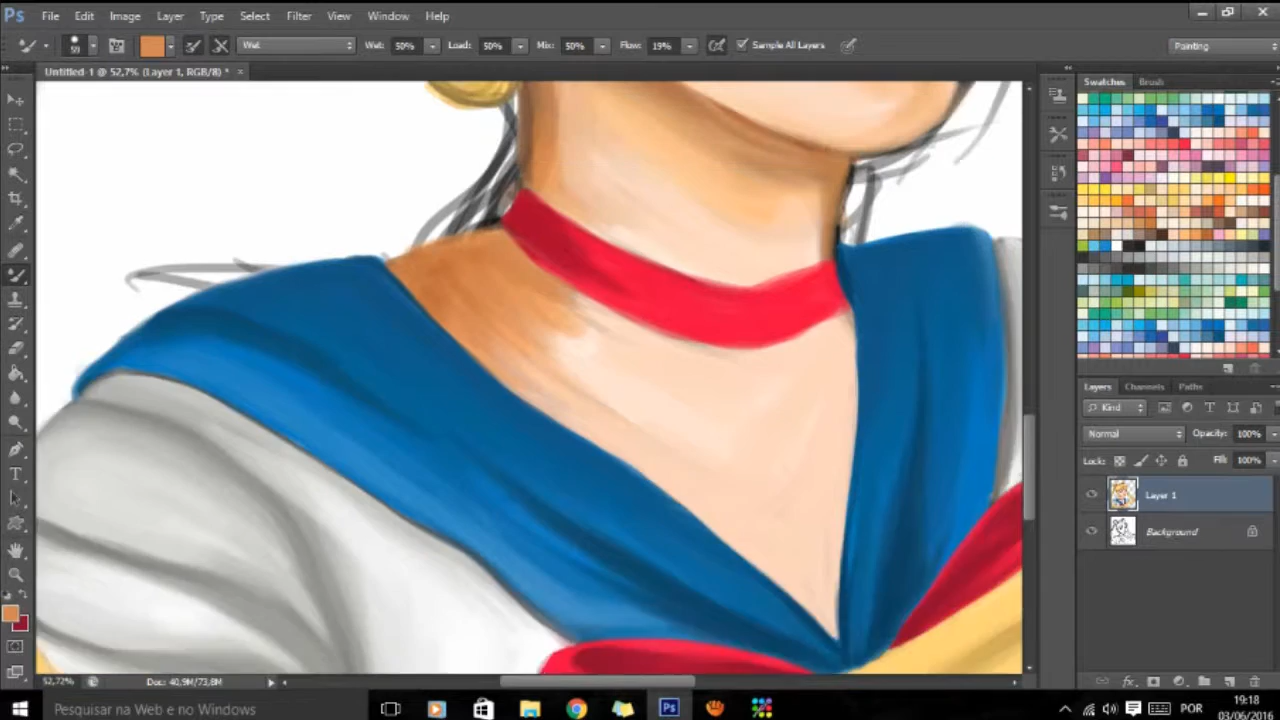 Ps File Edit Image Layer Type Select Filter View Window Help
59 Wet Wet: 50% Load: 50% Mix: 50% Flow: 19% Sample All Layers Painting
Untitled-1 @ 52,7% (Layer 1, RGB/8) * ×
Swatches Brush
Layers Channels Paths
Kind
Normal Opacity: 100%
Lock: Fill: 100%
Layer 1
Background
52,72% Doc: 40,9M/73,8M
Pesquisar na Web e no Windows
POR
19:18
03/06/2016